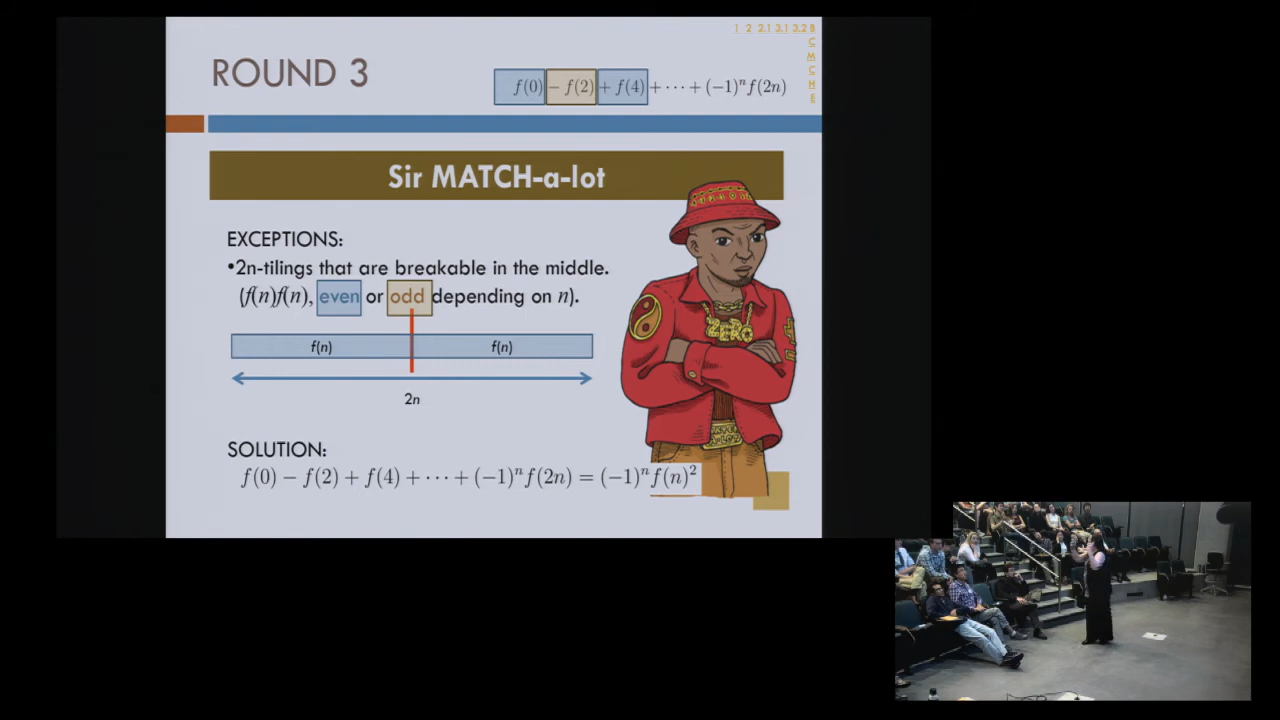 1 2 2.1 3.1 3.2 B
C
M
C
H
E
ROUND 3
f(0) − f(2) + f(4) + ··· + (−1)ⁿf(2n)
Sir MATCH-a-lot
EXCEPTIONS:
•2n-tilings that are breakable in the middle.
(f(n)f(n), even or odd depending on n).
f(n) f(n)
2n
ZERO
SOLUTION:
f(0) − f(2) + f(4) + ··· + (−1)ⁿf(2n) = (−1)ⁿf(n)²